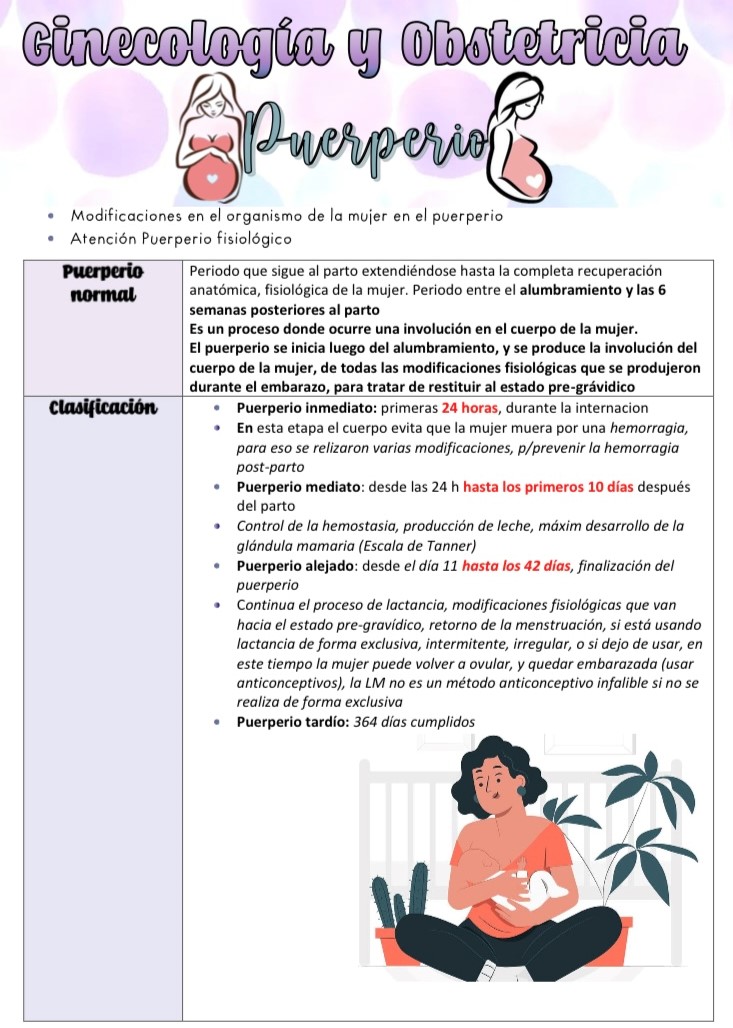 Ginecología y Obstetricia
Puerperio
• Modificaciones en el organismo de la mujer en el puerperio
• Atención Puerperio fisiológico
Puerperio
normal
Periodo que sigue al parto extendiéndose hasta la completa recuperación
anatómica, fisiológica de la mujer. Periodo entre el alumbramiento y las 6
semanas posteriores al parto
Es un proceso donde ocurre una involución en el cuerpo de la mujer.
El puerperio se inicia luego del alumbramiento, y se produce la involución del
cuerpo de la mujer, de todas las modificaciones fisiológicas que se produjeron
durante el embarazo, para tratar de restituir al estado pre-grávidico
Clasificación
• Puerperio inmediato: primeras 24 horas, durante la internacion
• En esta etapa el cuerpo evita que la mujer muera por una hemorragia,
para eso se relizaron varias modificaciones, p/prevenir la hemorragia
post-parto
• Puerperio mediato: desde las 24 h hasta los primeros 10 días después
del parto
• Control de la hemostasia, producción de leche, máxim desarrollo de la
glándula mamaria (Escala de Tanner)
• Puerperio alejado: desde el día 11 hasta los 42 días, finalización del
puerperio
• Continua el proceso de lactancia, modificaciones fisiológicas que van
hacia el estado pre-gravídico, retorno de la menstruación, si está usando
lactancia de forma exclusiva, intermitente, irregular, o si dejo de usar, en
este tiempo la mujer puede volver a ovular, y quedar embarazada (usar
anticonceptivos), la LM no es un método anticonceptivo infalible si no se
realiza de forma exclusiva
• Puerperio tardío: 364 días cumplidos